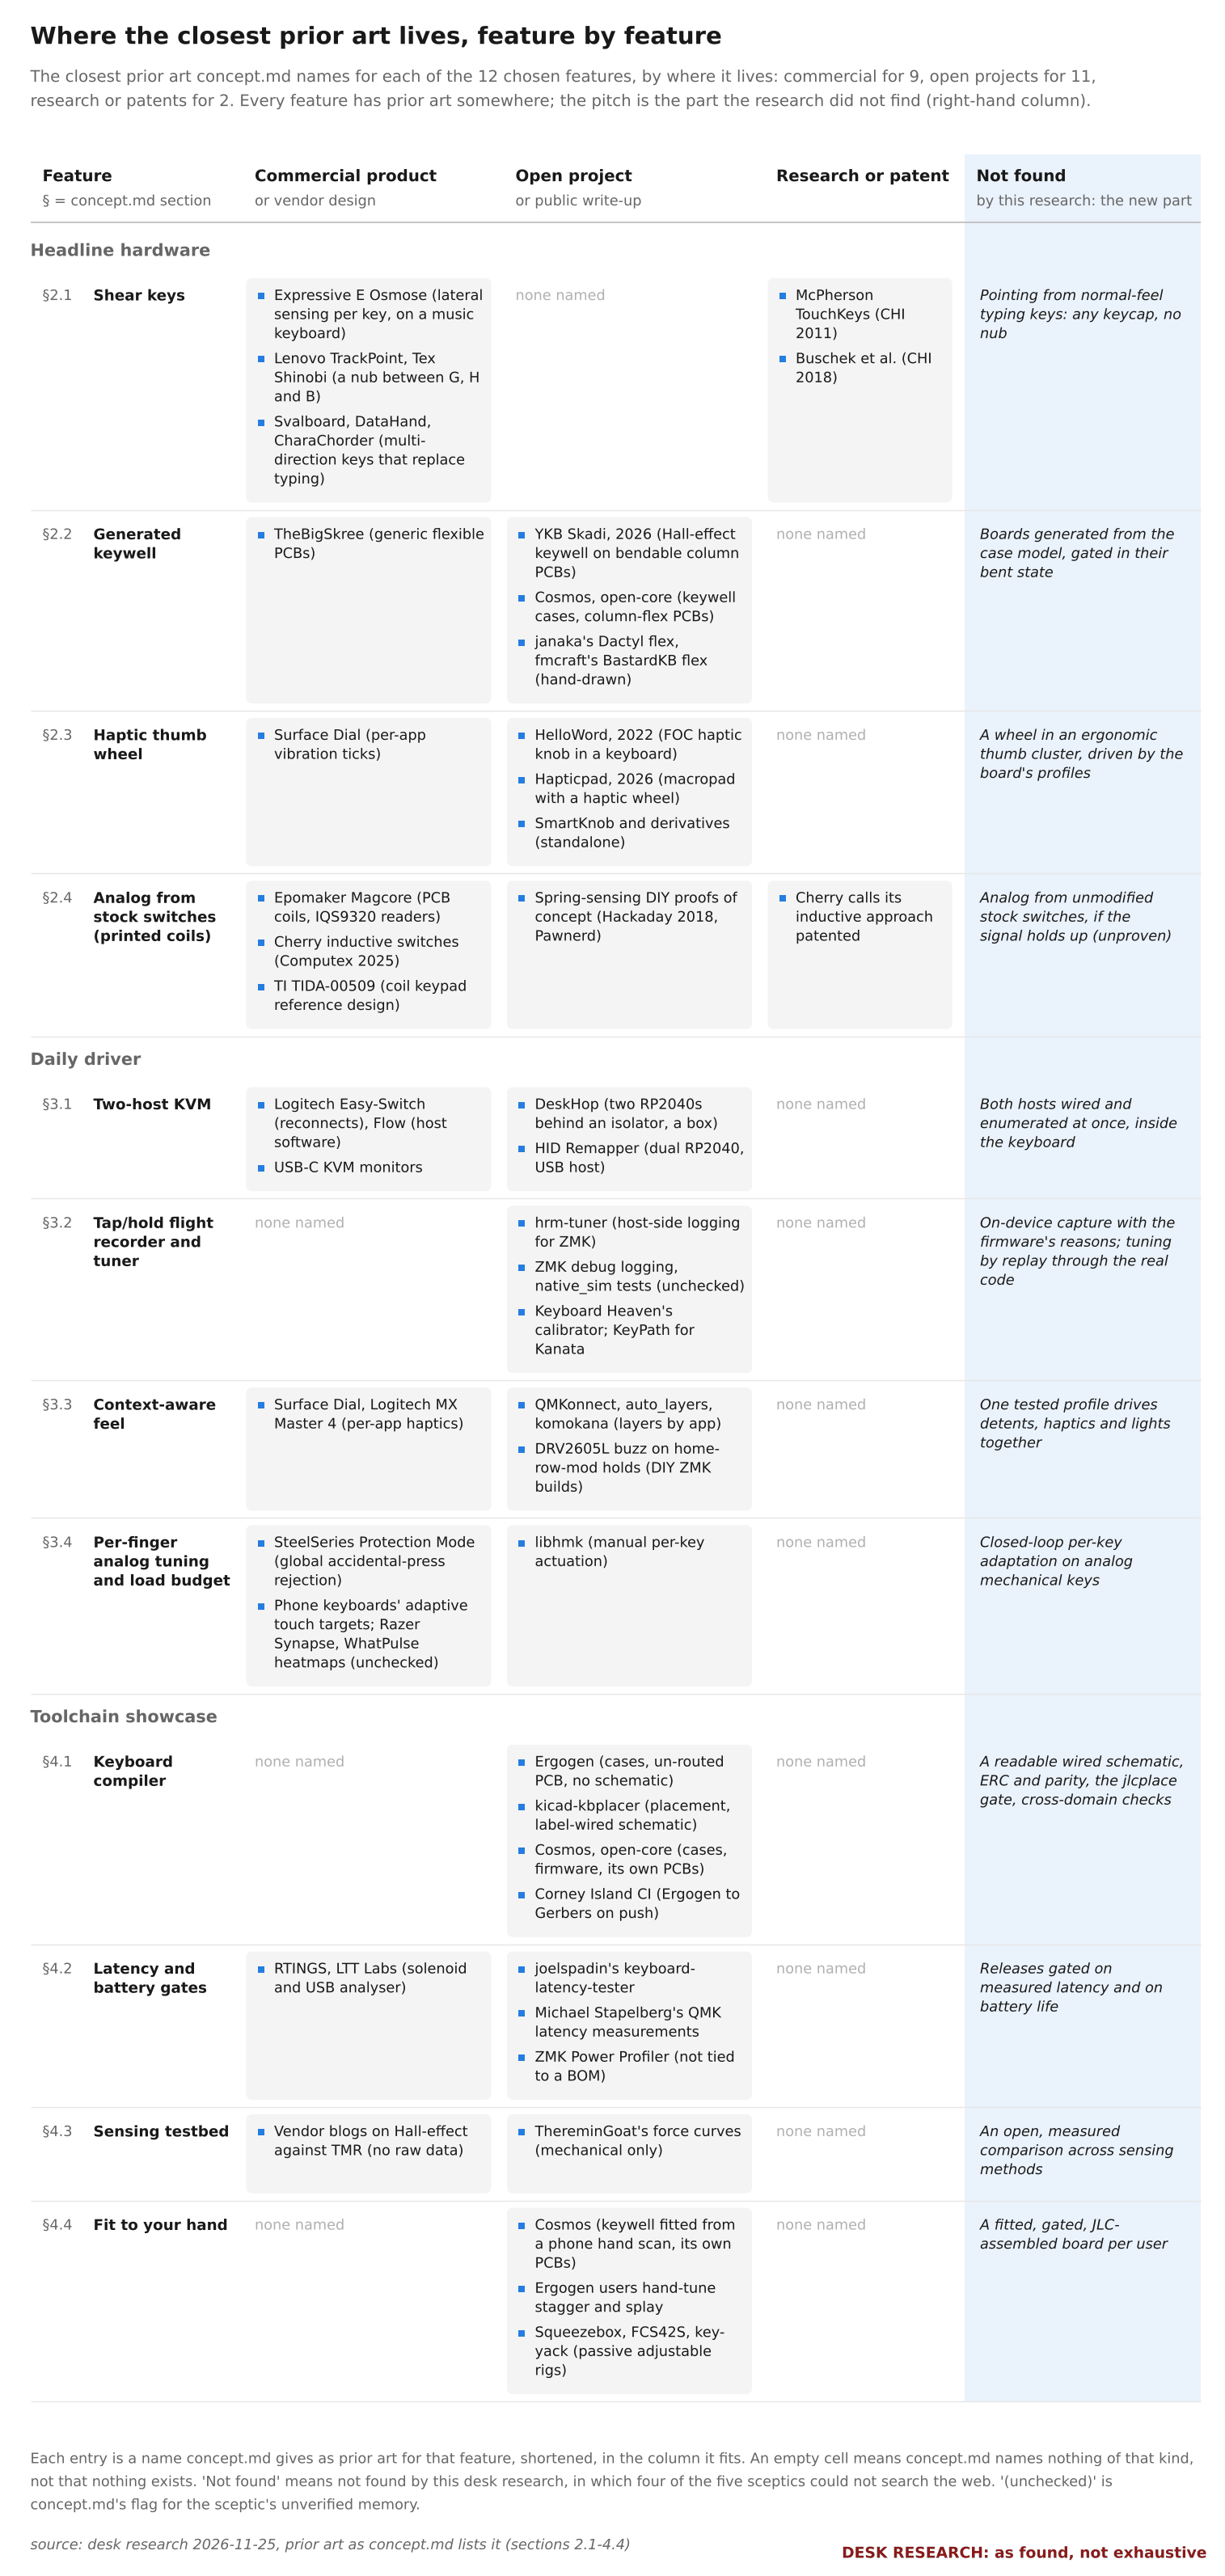 Where the closest prior art lives, feature by feature
The closest prior art concept.md names for each of the 12 chosen features, by where it lives: commercial for 9, open projects for 11,
research or patents for 2. Every feature has prior art somewhere; the pitch is the part the research did not find (right-hand column).
Feature
§ = concept.md section
Commercial product
or vendor design
Open project
or public write-up
Research or patent
Not found
by this research: the new part
Headline hardware
§2.1
Shear keys
Expressive E Osmose (lateral
sensing per key, on a music
keyboard)
Lenovo TrackPoint, Tex
Shinobi (a nub between G, H
and B)
Svalboard, DataHand,
CharaChorder (multi-
direction keys that replace
typing)
none named
McPherson
TouchKeys (CHI
2011)
Buschek et al. (CHI
2018)
Pointing from normal-feel
typing keys: any keycap, no
nub
§2.2
Generated
keywell
TheBigSkree (generic flexible
PCBs)
YKB Skadi, 2026 (Hall-effect
keywell on bendable column
PCBs)
Cosmos, open-core (keywell
cases, column-flex PCBs)
janaka's Dactyl flex,
fmcraft's BastardKB flex
(hand-drawn)
none named
Boards generated from the
case model, gated in their
bent state
§2.3
Haptic thumb
wheel
Surface Dial (per-app
vibration ticks)
HelloWord, 2022 (FOC haptic
knob in a keyboard)
Hapticpad, 2026 (macropad
with a haptic wheel)
SmartKnob and derivatives
(standalone)
none named
A wheel in an ergonomic
thumb cluster, driven by the
board's profiles
§2.4
Analog from
stock switches
(printed coils)
Epomaker Magcore (PCB
coils, IQS9320 readers)
Cherry inductive switches
(Computex 2025)
TI TIDA-00509 (coil keypad
reference design)
Spring-sensing DIY proofs of
concept (Hackaday 2018,
Pawnerd)
Cherry calls its
inductive approach
patented
Analog from unmodified
stock switches, if the
signal holds up (unproven)
Daily driver
§3.1
Two-host KVM
Logitech Easy-Switch
(reconnects), Flow (host
software)
USB-C KVM monitors
DeskHop (two RP2040s
behind an isolator, a box)
HID Remapper (dual RP2040,
USB host)
none named
Both hosts wired and
enumerated at once, inside
the keyboard
§3.2
Tap/hold flight
recorder and
tuner
none named
hrm-tuner (host-side logging
for ZMK)
ZMK debug logging,
native_sim tests (unchecked)
Keyboard Heaven's
calibrator; KeyPath for
Kanata
none named
On-device capture with the
firmware's reasons; tuning
by replay through the real
code
§3.3
Context-aware
feel
Surface Dial, Logitech MX
Master 4 (per-app haptics)
QMKonnect, auto_layers,
komokana (layers by app)
DRV2605L buzz on home-
row-mod holds (DIY ZMK
builds)
none named
One tested profile drives
detents, haptics and lights
together
§3.4
Per-finger
analog tuning
and load budget
SteelSeries Protection Mode
(global accidental-press
rejection)
Phone keyboards' adaptive
touch targets; Razer
Synapse, WhatPulse
heatmaps (unchecked)
libhmk (manual per-key
actuation)
none named
Closed-loop per-key
adaptation on analog
mechanical keys
Toolchain showcase
§4.1
Keyboard
compiler
none named
Ergogen (cases, un-routed
PCB, no schematic)
kicad-kbplacer (placement,
label-wired schematic)
Cosmos, open-core (cases,
firmware, its own PCBs)
Corney Island CI (Ergogen to
Gerbers on push)
none named
A readable wired schematic,
ERC and parity, the jlcplace
gate, cross-domain checks
§4.2
Latency and
battery gates
RTINGS, LTT Labs (solenoid
and USB analyser)
joelspadin's keyboard-
latency-tester
Michael Stapelberg's QMK
latency measurements
ZMK Power Profiler (not tied
to a BOM)
none named
Releases gated on
measured latency and on
battery life
§4.3
Sensing testbed
Vendor blogs on Hall-effect
against TMR (no raw data)
ThereminGoat's force curves
(mechanical only)
none named
An open, measured
comparison across sensing
methods
§4.4
Fit to your hand
none named
Cosmos (keywell fitted from
a phone hand scan, its own
PCBs)
Ergogen users hand-tune
stagger and splay
Squeezebox, FCS42S, key-
yack (passive adjustable
rigs)
none named
A fitted, gated, JLC-
assembled board per user
Each entry is a name concept.md gives as prior art for that feature, shortened, in the column it fits. An empty cell means concept.md names nothing of that kind,
not that nothing exists. 'Not found' means not found by this desk research, in which four of the five sceptics could not search the web. '(unchecked)' is
concept.md's flag for the sceptic's unverified memory.
source: desk research 2026-11-25, prior art as concept.md lists it (sections 2.1-4.4)
DESK RESEARCH: as found, not exhaustive